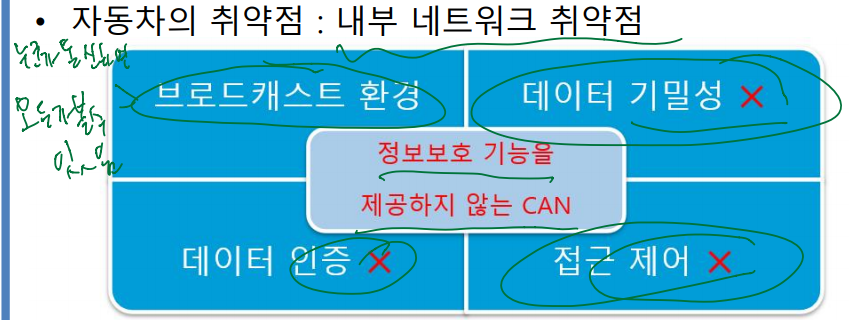 • 자동차의 취약점 : 내부 네트워크 취약점
누군가 통신하면
모두가 볼 수
있음
브로드캐스트 환경
데이터 기밀성 ×
정보보호 기능을
제공하지 않는 CAN
데이터 인증 ×
접근 제어 ×